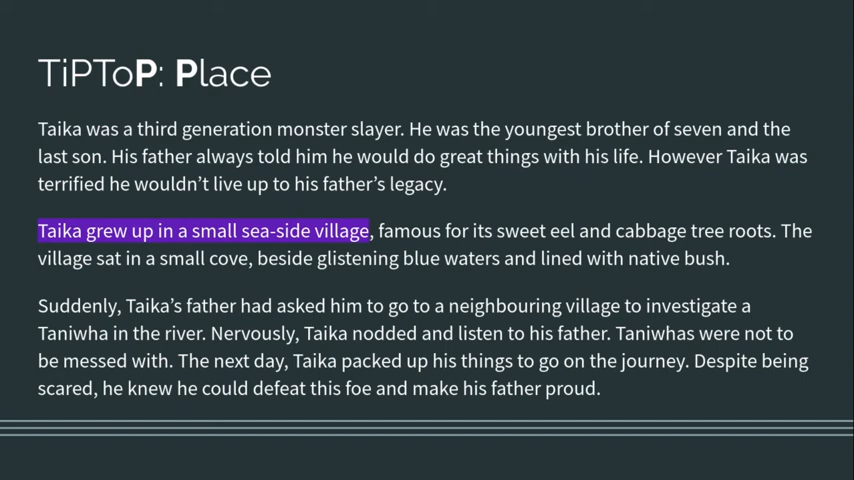 TiPToP: Place
Taika was a third generation monster slayer. He was the youngest brother of seven and the
last son. His father always told him he would do great things with his life. However Taika was
terrified he wouldn’t live up to his father’s legacy.
Taika grew up in a small sea-side village, famous for its sweet eel and cabbage tree roots. The
village sat in a small cove, beside glistening blue waters and lined with native bush.
Suddenly, Taika’s father had asked him to go to a neighbouring village to investigate a
Taniwha in the river. Nervously, Taika nodded and listen to his father. Taniwhas were not to
be messed with. The next day, Taika packed up his things to go on the journey. Despite being
scared, he knew he could defeat this foe and make his father proud.